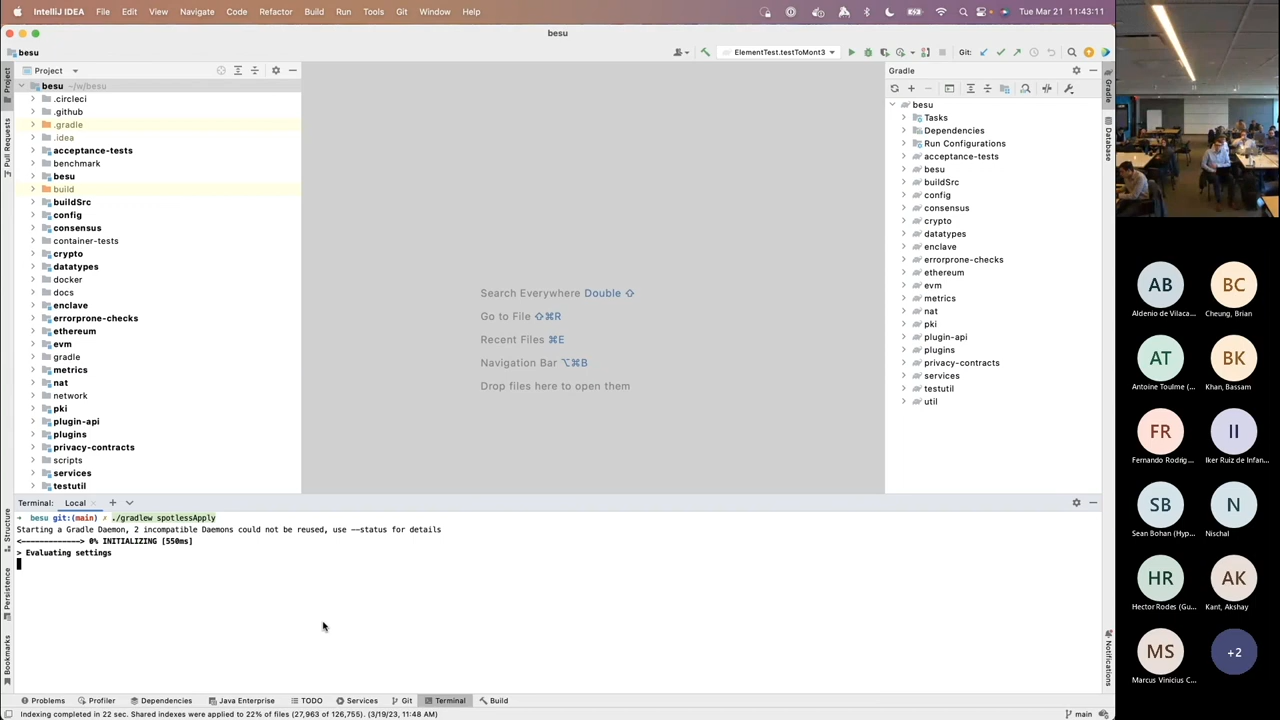 IntelliJ IDEA File Edit View Navigate Code Refactor Build Run Tools Git Window Help
Tue Mar 21 11:43:11
besu
besu
ElementTest.testToMont3
Git:
Project
besu ~/w/besu
.circleci
.github
.gradle
.idea
acceptance-tests
benchmark
besu
build
buildSrc
config
consensus
container-tests
crypto
datatypes
docker
docs
enclave
errorprone-checks
ethereum
evm
gradle
metrics
nat
network
pki
plugin-api
plugins
privacy-contracts
scripts
services
testutil
Project
Pull Requests
Structure
Persistence
Bookmarks
Search Everywhere Double ⇧
Go to File ⇧⌘R
Recent Files ⌘E
Navigation Bar ⌥⌘B
Drop files here to open them
Gradle
besu
Tasks
Dependencies
Run Configurations
acceptance-tests
besu
buildSrc
config
consensus
crypto
datatypes
enclave
errorprone-checks
ethereum
evm
metrics
nat
pki
plugin-api
plugins
privacy-contracts
services
testutil
util
Gradle
Database
Notifications
Terminal: Local
→ besu git:(main) ✗ ./gradlew spotlessApply
Starting a Gradle Daemon, 2 incompatible Daemons could not be reused, use --status for details
<-------------> 0% INITIALIZING [550ms]
> Evaluating settings
Problems Profiler Dependencies Java Enterprise TODO Services Git Terminal Build
Indexing completed in 22 sec. Shared indexes were applied to 22% of files (27,963 of 126,755). (3/19/23, 11:48 AM)
main
AB BC
Aldenio de Vilaca... Cheung, Brian
AT BK
Antoine Toulme (... Khan, Bassam
FR II
Fernando Rodrig... Iker Ruiz de Infan...
SB N
Sean Bohan (Hyp... Nischal
HR AK
Hector Rodes (Gu... Kant, Akshay
MS +2
Marcus Vinicius C...